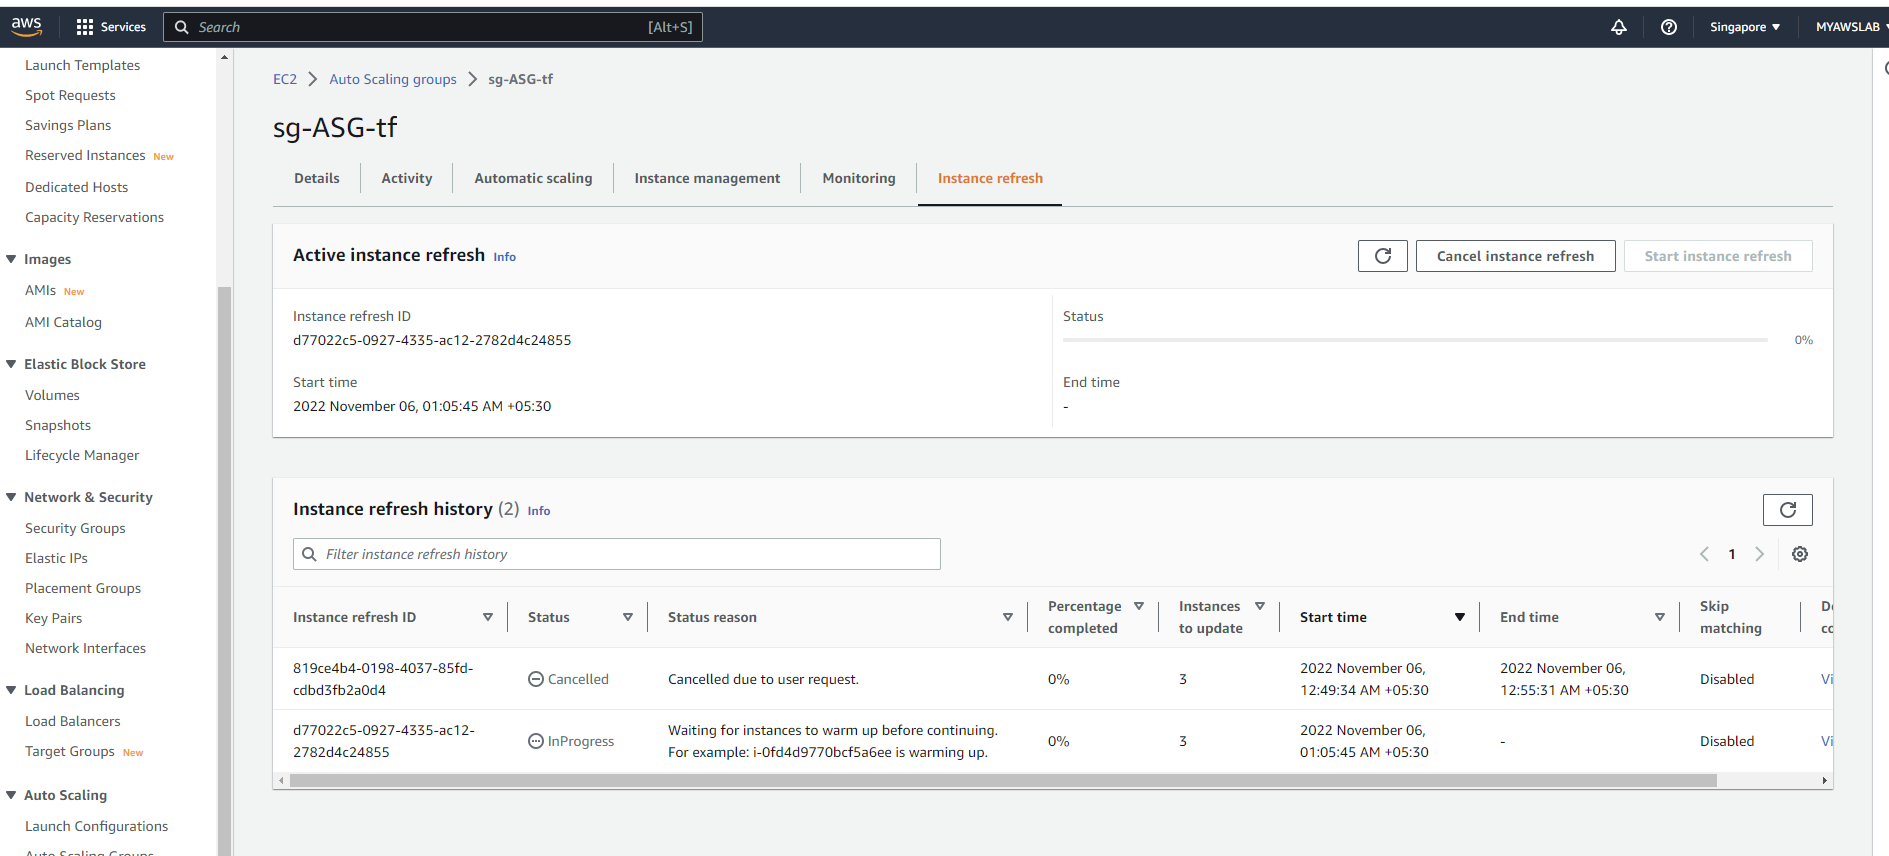 aws
Services
Search
[Alt+S]
Singapore
MYAWSLAB
Launch Templates
Spot Requests
Savings Plans
Reserved Instances New
Dedicated Hosts
Capacity Reservations
Images
AMIs New
AMI Catalog
Elastic Block Store
Volumes
Snapshots
Lifecycle Manager
Network & Security
Security Groups
Elastic IPs
Placement Groups
Key Pairs
Network Interfaces
Load Balancing
Load Balancers
Target Groups New
Auto Scaling
Launch Configurations
Auto Scaling Groups
EC2 > Auto Scaling groups > sg-ASG-tf
sg-ASG-tf
Details
Activity
Automatic scaling
Instance management
Monitoring
Instance refresh
Active instance refresh Info
Cancel instance refresh
Start instance refresh
Instance refresh ID
d77022c5-0927-4335-ac12-2782d4c24855
Status
0%
Start time
2022 November 06, 01:05:45 AM +05:30
End time
-
Instance refresh history (2) Info
Filter instance refresh history
1
Instance refresh ID
Status
Status reason
Percentage
completed
Instances
to update
Start time
End time
Skip
matching
819ce4b4-0198-4037-85fd-
cdbd3fb2a0d4
Cancelled
Cancelled due to user request.
0%
3
2022 November 06,
12:49:34 AM +05:30
2022 November 06,
12:55:31 AM +05:30
Disabled
Vi
d77022c5-0927-4335-ac12-
2782d4c24855
InProgress
Waiting for instances to warm up before continuing.
For example: i-0fd4d9770bcf5a6ee is warming up.
0%
3
2022 November 06,
01:05:45 AM +05:30
-
Disabled
Vi